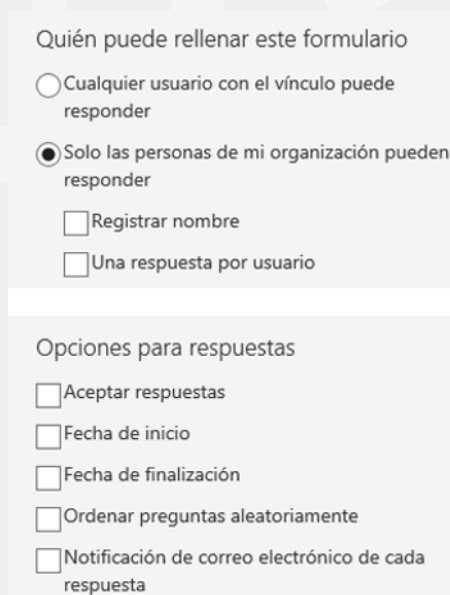 Quién puede rellenar este formulario
Cualquier usuario con el vínculo puede
responder
Solo las personas de mi organización pueden
responder
Registrar nombre
Una respuesta por usuario
Opciones para respuestas
Aceptar respuestas
Fecha de inicio
Fecha de finalización
Ordenar preguntas aleatoriamente
Notificación de correo electrónico de cada
respuesta